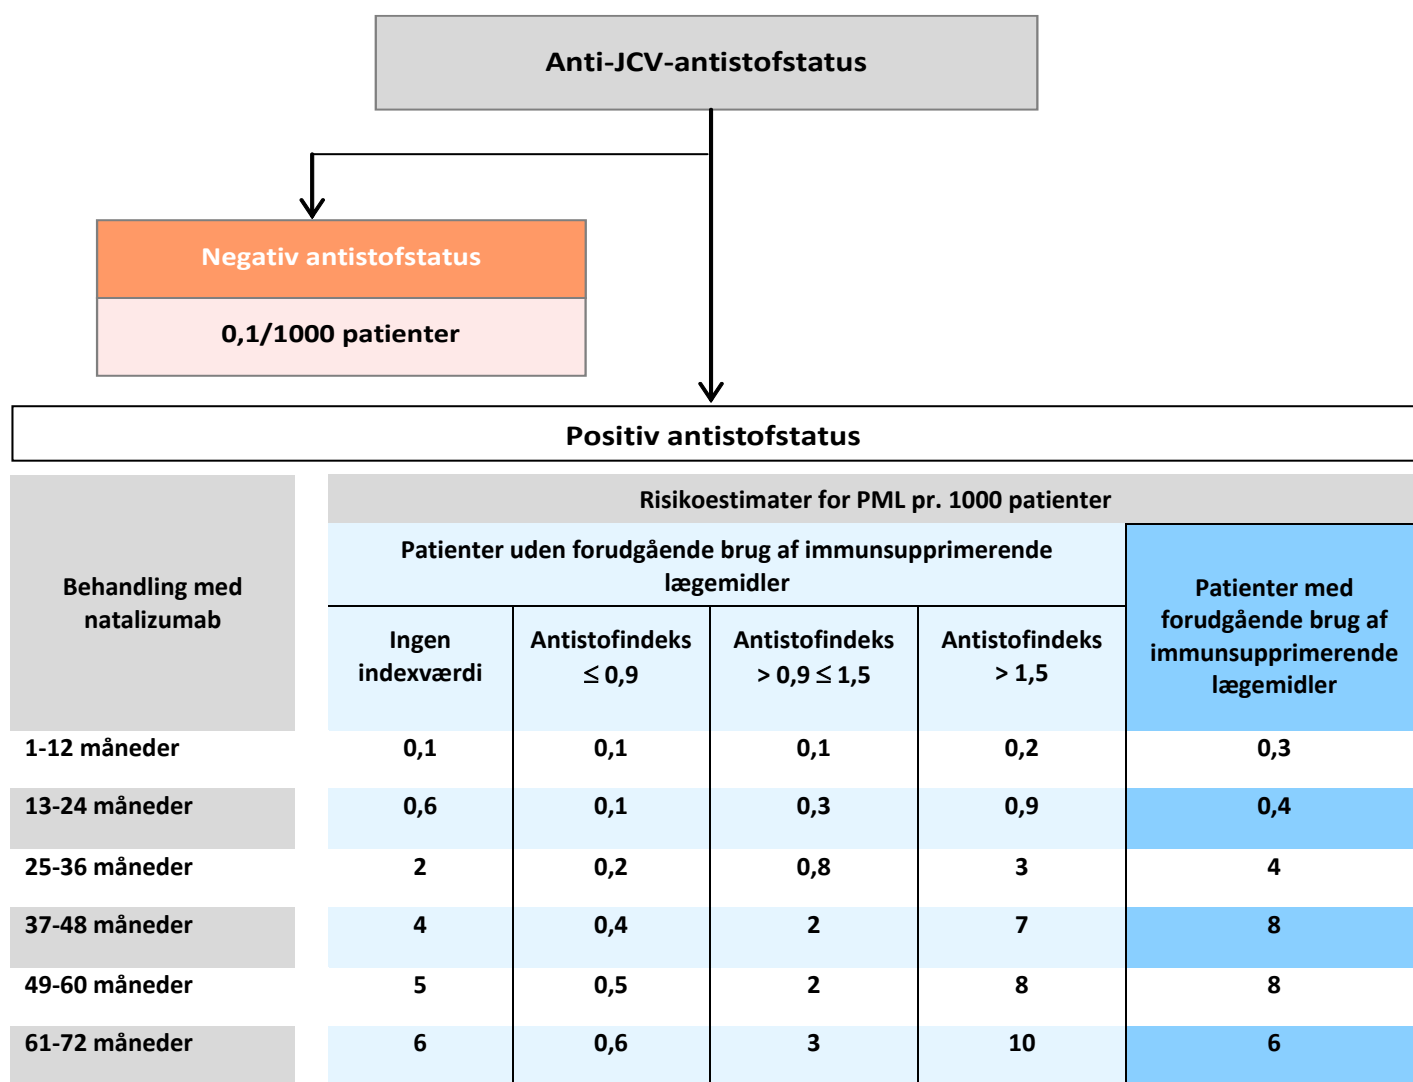 Anti-JCV-antistofstatus
Negativ antistofstatus
0,1/1000 patienter
Positiv antistofstatus
Behandling med
natalizumab
Risikoestimater for PML pr. 1000 patienter
Patienter uden forudgående brug af immunsupprimerende
lægemidler
Patienter med
forudgående brug af
immunsupprimerende
lægemidler
Ingen
indexværdi
Antistofindeks
≤ 0,9
Antistofindeks
> 0,9 ≤ 1,5
Antistofindeks
> 1,5
1-12 måneder 0,1 0,1 0,1 0,2 0,3
13-24 måneder 0,6 0,1 0,3 0,9 0,4
25-36 måneder 2 0,2 0,8 3 4
37-48 måneder 4 0,4 2 7 8
49-60 måneder 5 0,5 2 8 8
61-72 måneder 6 0,6 3 10 6